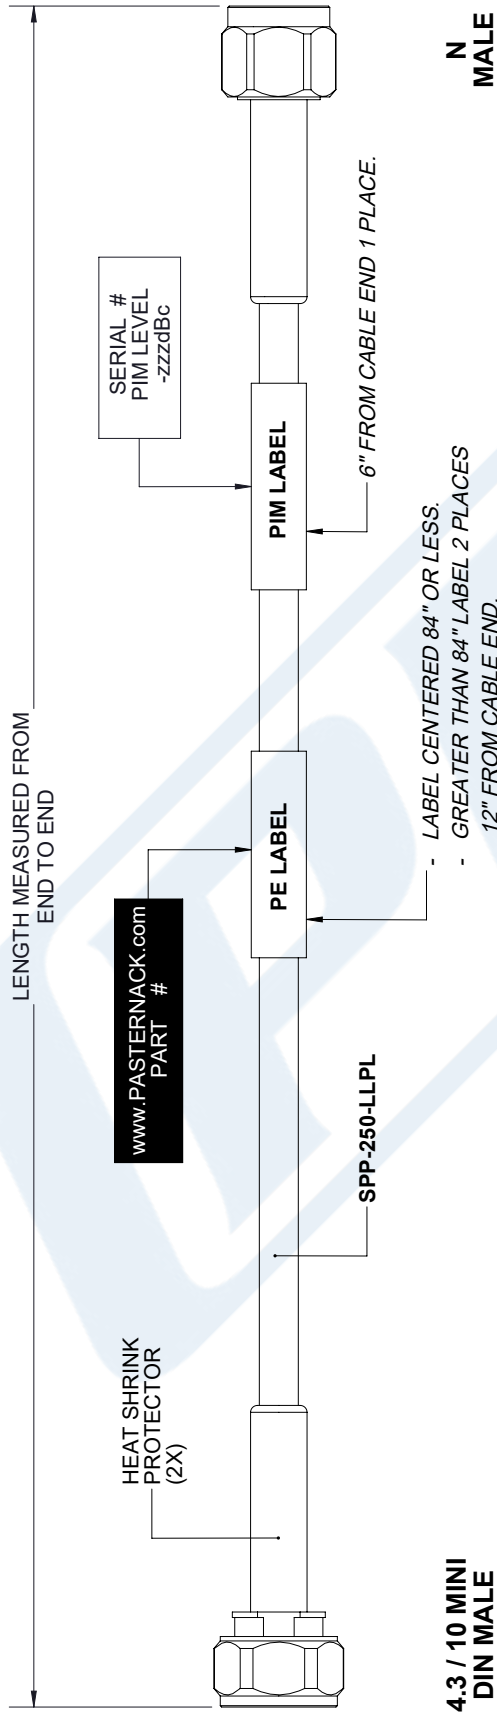 LENGTH MEASURED FROM
END TO END
HEAT SHRINK
PROTECTOR
(2X)
www.PASTERNACK.com
PART #
SERIAL #
PIM LEVEL
-zzzdBc
PE LABEL
PIM LABEL
SPP-250-LLPL
6" FROM CABLE END 1 PLACE.
- LABEL CENTERED 84" OR LESS.
- GREATER THAN 84" LABEL 2 PLACES
12" FROM CABLE END.
4.3 / 10 MINI
DIN MALE
N
MALE